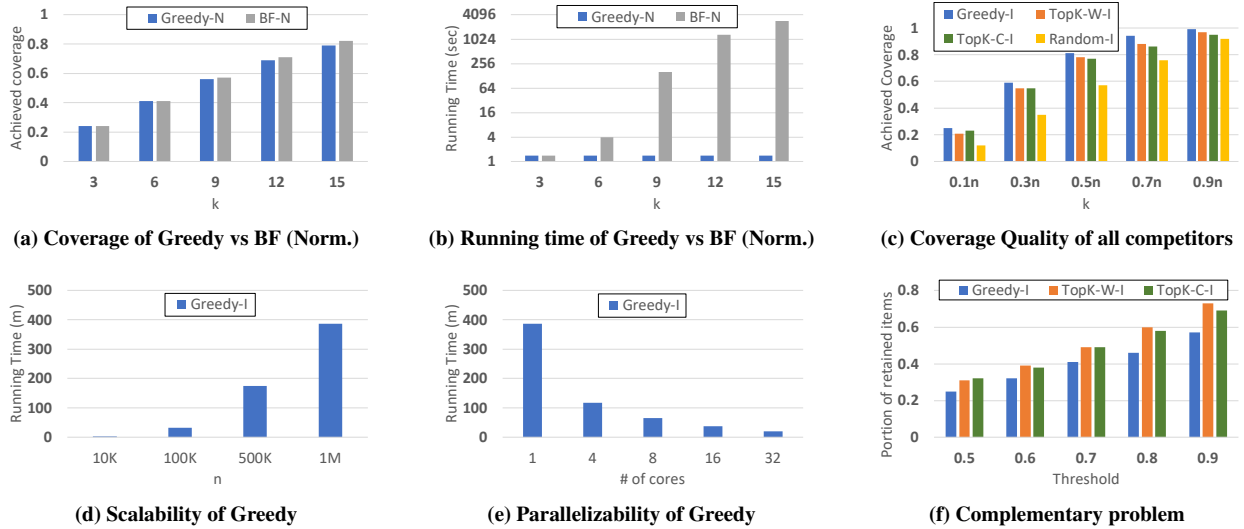 Greedy-N BF-N
Achieved coverage
1
0.8
0.6
0.4
0.2
0
3 6 9 12 15
k
(a) Coverage of Greedy vs BF (Norm.)
Greedy-N BF-N
Running Time (sec)
4096
1024
256
64
16
4
1
3 6 9 12 15
k
(b) Running time of Greedy vs BF (Norm.)
Greedy-I TopK-W-I
TopK-C-I Random-I
Achieved Coverage
1
0.8
0.6
0.4
0.2
0
0.1n 0.3n 0.5n 0.7n 0.9n
k
(c) Coverage Quality of all competitors
Greedy-I
Running Time (m)
500
400
300
200
100
0
10K 100K 500K 1M
n
(d) Scalability of Greedy
Greedy-I
Running Time (m)
500
400
300
200
100
0
1 4 8 16 32
# of cores
(e) Parallelizability of Greedy
Greedy-I TopK-W-I TopK-C-I
Portion of retained items
0.8
0.6
0.4
0.2
0
0.5 0.6 0.7 0.8 0.9
Threshold
(f) Complementary problem